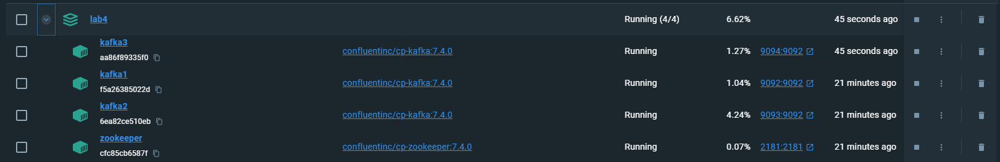 lab4 Running (4/4) 6.62% 45 seconds ago
kafka3
aa86f89335f0 confluentinc/cp-kafka:7.4.0 Running 1.27% 9094:9092 45 seconds ago
kafka1
f5a26385022d confluentinc/cp-kafka:7.4.0 Running 1.04% 9092:9092 21 minutes ago
kafka2
6ea82ce510eb confluentinc/cp-kafka:7.4.0 Running 4.24% 9093:9092 21 minutes ago
zookeeper
cfc85cb6587f confluentinc/cp-zookeeper:7.4.0 Running 0.07% 2181:2181 21 minutes ago